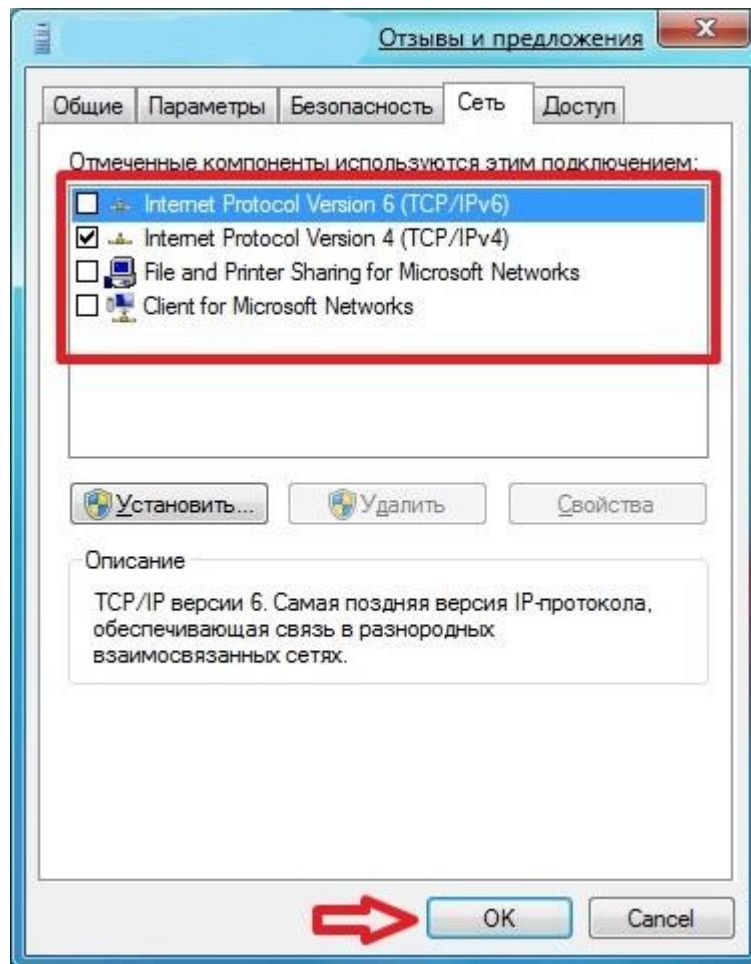 Отзывы и предложения
Общие Параметры Безопасность Сеть Доступ
Отмеченные компоненты используются этим подключением:
Internet Protocol Version 6 (TCP/IPv6)
Internet Protocol Version 4 (TCP/IPv4)
File and Printer Sharing for Microsoft Networks
Client for Microsoft Networks
Установить... Удалить Свойства
Описание
TCP/IP версии 6. Самая поздняя версия IP-протокола,
обеспечивающая связь в разнородных
взаимосвязанных сетях.
OK Cancel